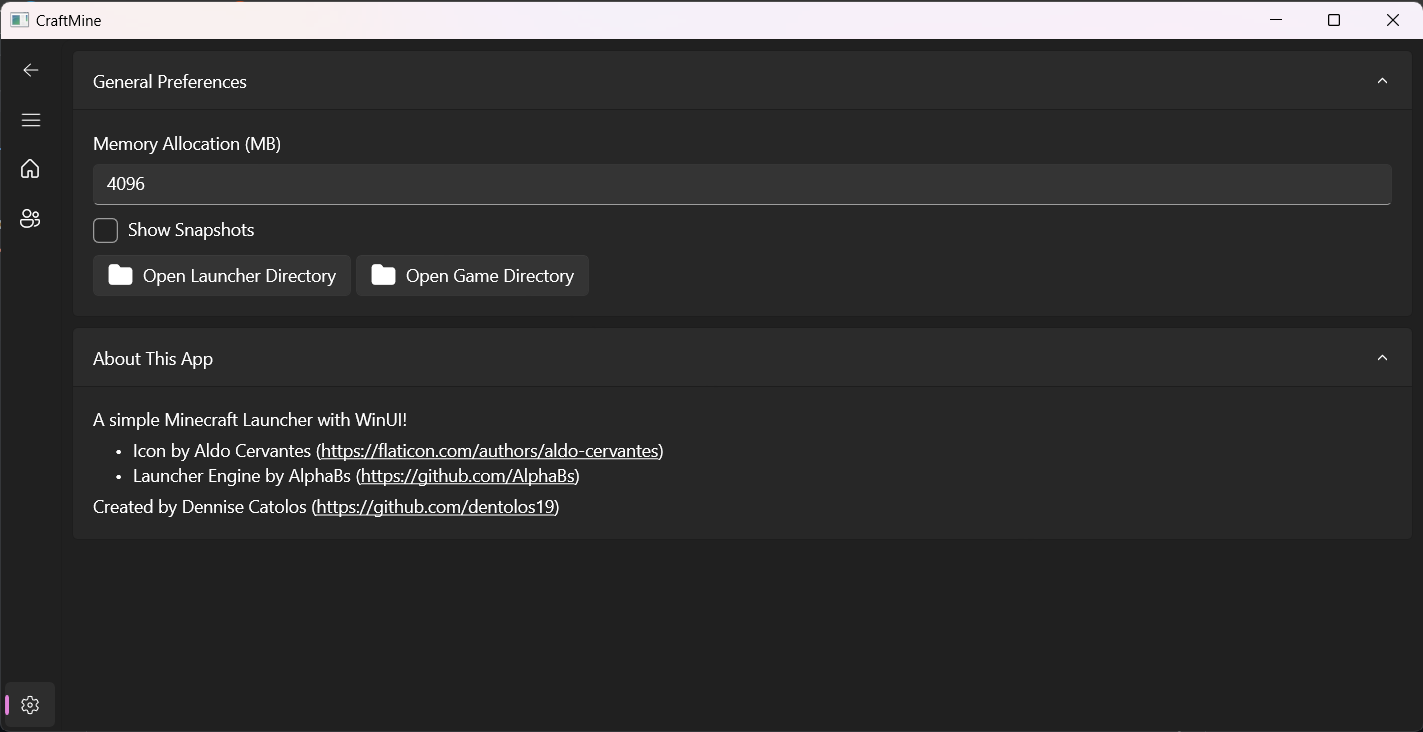 CraftMine
General Preferences
Memory Allocation (MB)
4096
Show Snapshots
Open Launcher Directory
Open Game Directory
About This App
A simple Minecraft Launcher with WinUI!
• Icon by Aldo Cervantes (https://flaticon.com/authors/aldo-cervantes)
• Launcher Engine by AlphaBs (https://github.com/AlphaBs)
Created by Dennise Catolos (https://github.com/dentolos19)